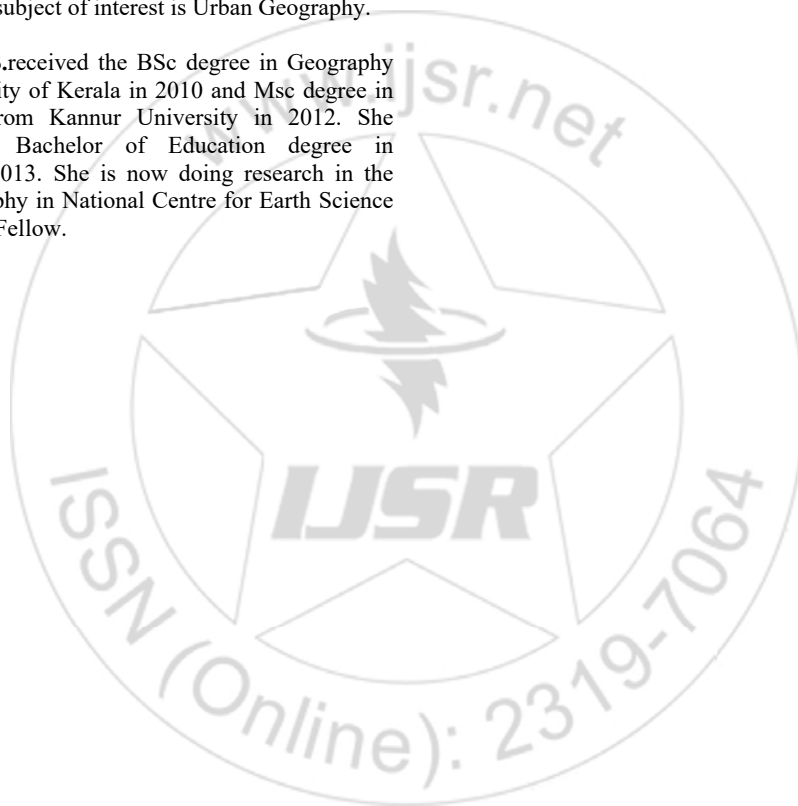 subject of interest is Urban Geography.
.received the BSc degree in Geography
ity of Kerala in 2010 and Msc degree in
rom Kannur University in 2012. She
Bachelor of Education degree in
013. She is now doing research in the
phy in National Centre for Earth Science
Fellow.
www.ijsr.net
IJSR
ISSN (Online): 2319-7064